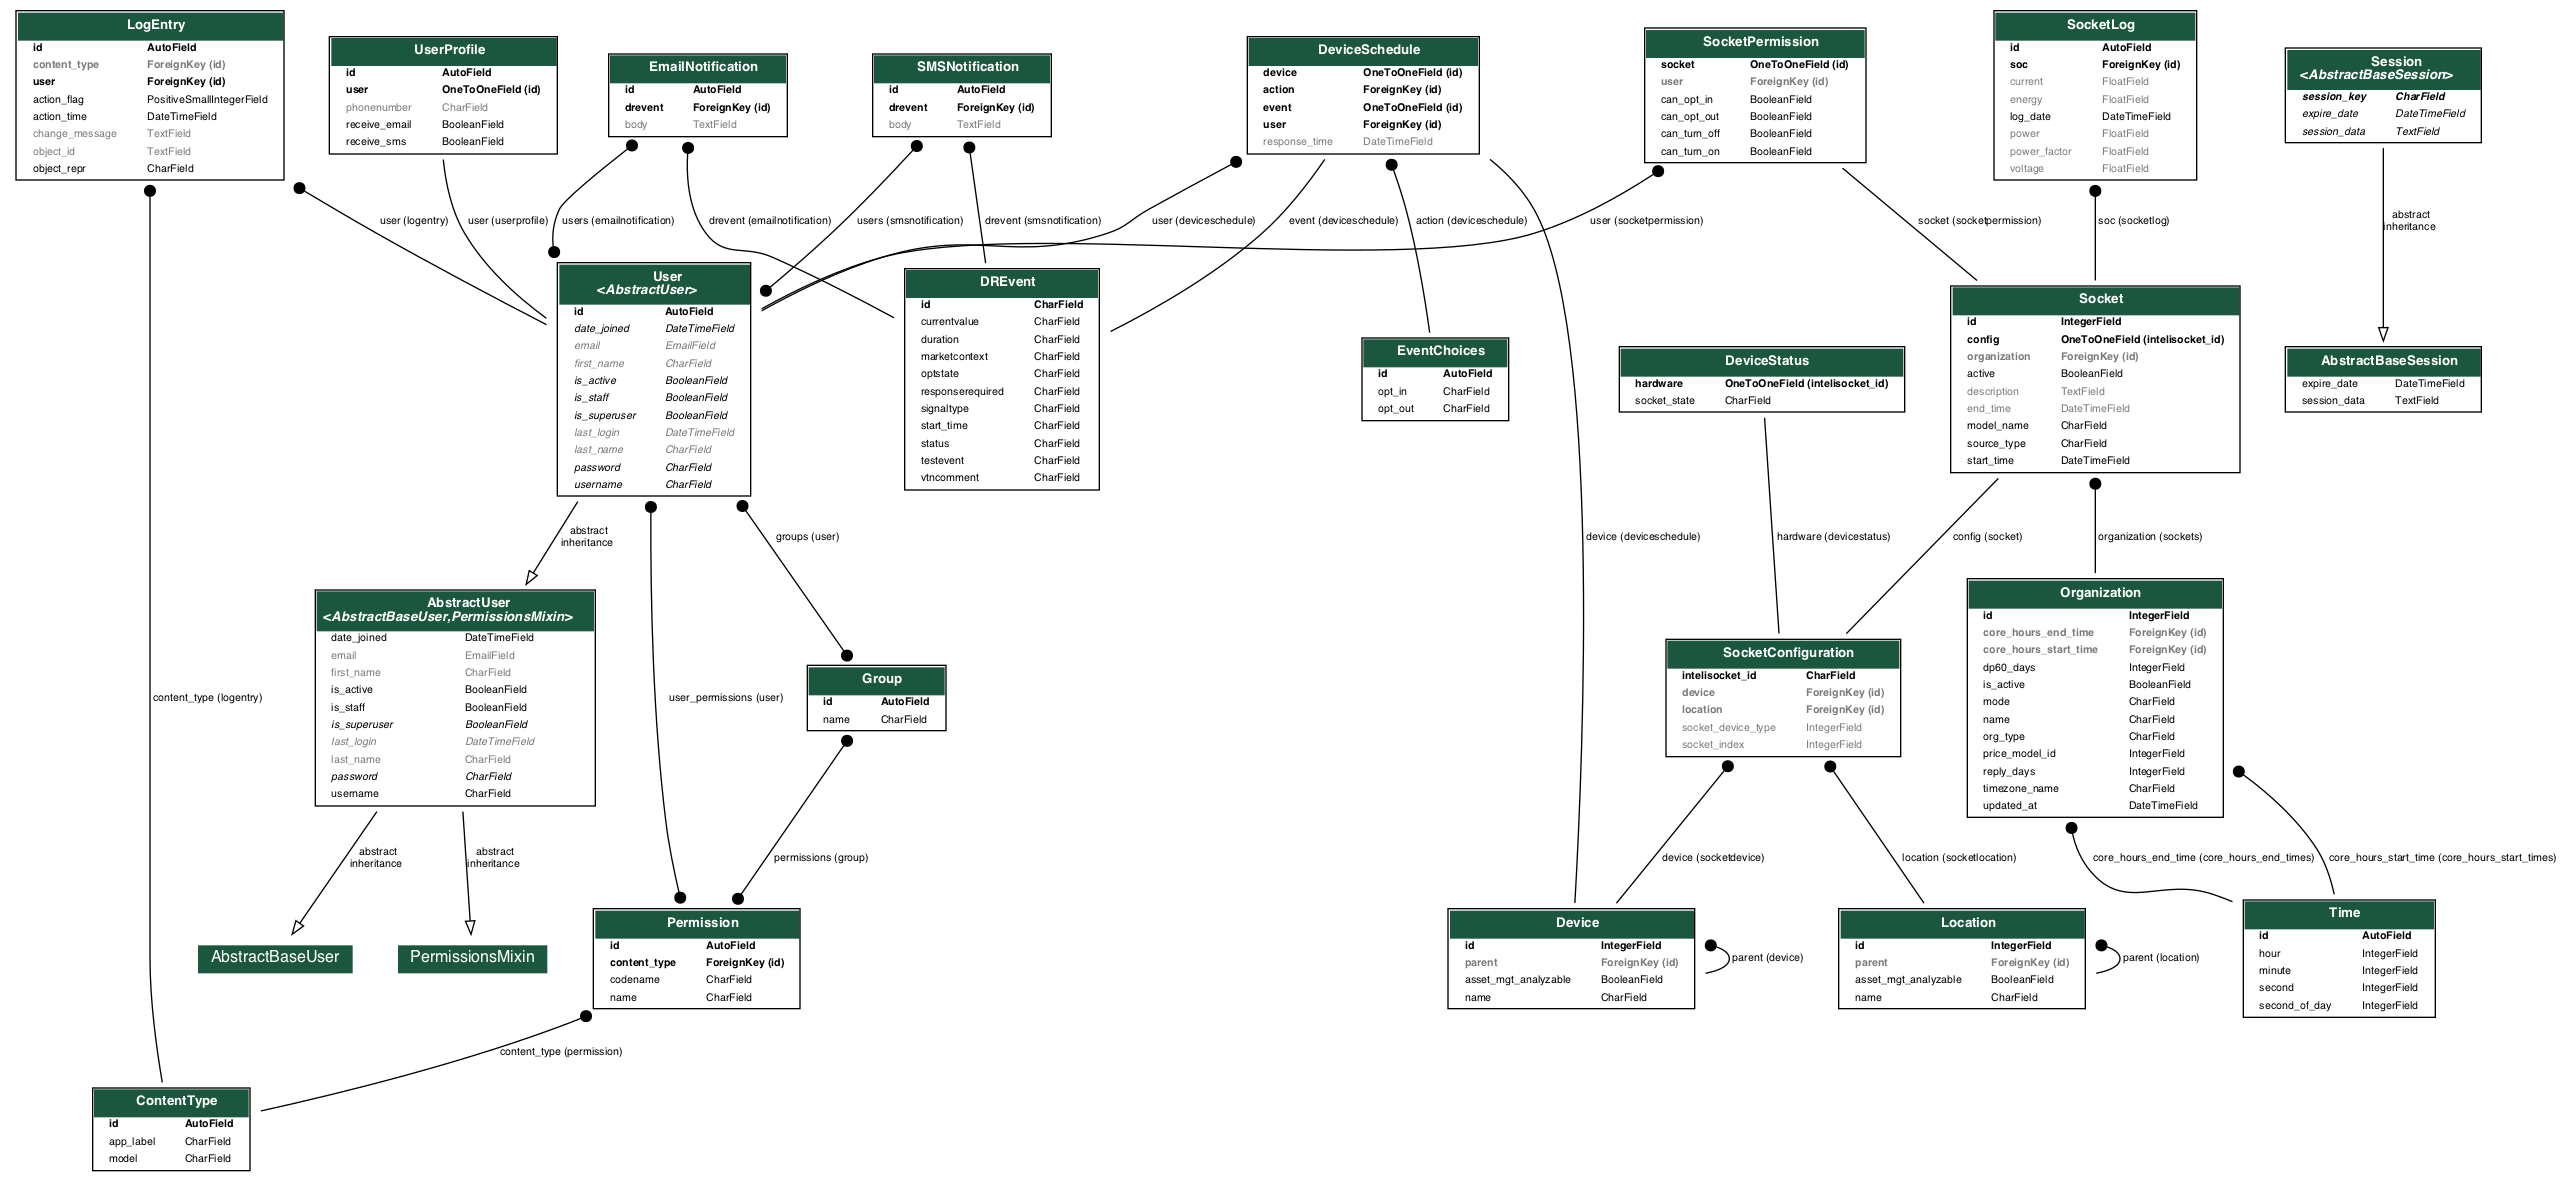 LogEntry
id AutoField
content_type ForeignKey (id)
user ForeignKey (id)
action_flag PositiveSmallIntegerField
action_time DateTimeField
change_message TextField
object_id TextField
object_repr CharField
UserProfile
id AutoField
user OneToOneField (id)
phonenumber CharField
receive_email BooleanField
receive_sms BooleanField
EmailNotification
id AutoField
drevent ForeignKey (id)
body TextField
SMSNotification
id AutoField
drevent ForeignKey (id)
body TextField
DeviceSchedule
device OneToOneField (id)
action ForeignKey (id)
event OneToOneField (id)
user ForeignKey (id)
response_time DateTimeField
SocketPermission
socket OneToOneField (id)
user ForeignKey (id)
can_opt_in BooleanField
can_opt_out BooleanField
can_turn_off BooleanField
can_turn_on BooleanField
SocketLog
id AutoField
soc ForeignKey (id)
current FloatField
energy FloatField
log_date DateTimeField
power FloatField
power_factor FloatField
voltage FloatField
Session
<AbstractBaseSession>
session_key CharField
expire_date DateTimeField
session_data TextField
user (logentry)
user (userprofile)
users (emailnotification)
drevent (emailnotification)
users (smsnotification)
drevent (smsnotification)
user (deviceschedule)
event (deviceschedule)
action (deviceschedule)
user (socketpermission)
socket (socketpermission)
soc (socketlog)
abstract
inheritance
User
<AbstractUser>
id AutoField
date_joined DateTimeField
email EmailField
first_name CharField
is_active BooleanField
is_staff BooleanField
is_superuser BooleanField
last_login DateTimeField
last_name CharField
password CharField
username CharField
DREvent
id CharField
currentvalue CharField
duration CharField
marketcontext CharField
optstate CharField
responserequired CharField
signaltype CharField
start_time CharField
status CharField
testevent CharField
vtncomment CharField
EventChoices
id AutoField
opt_in CharField
opt_out CharField
DeviceStatus
hardware OneToOneField (intelisocket_id)
socket_state CharField
Socket
id IntegerField
config OneToOneField (intelisocket_id)
organization ForeignKey (id)
active BooleanField
description TextField
end_time DateTimeField
model_name CharField
source_type CharField
start_time DateTimeField
AbstractBaseSession
expire_date DateTimeField
session_data TextField
abstract
inheritance
groups (user)
device (deviceschedule)
hardware (devicestatus)
config (socket)
organization (sockets)
AbstractUser
<AbstractBaseUser,PermissionsMixin>
date_joined DateTimeField
email EmailField
first_name CharField
is_active BooleanField
is_staff BooleanField
is_superuser BooleanField
last_login DateTimeField
last_name CharField
password CharField
username CharField
content_type (logentry)
user_permissions (user)
Group
id AutoField
name CharField
SocketConfiguration
intelisocket_id CharField
device ForeignKey (id)
location ForeignKey (id)
socket_device_type IntegerField
socket_index IntegerField
Organization
id IntegerField
core_hours_end_time ForeignKey (id)
core_hours_start_time ForeignKey (id)
dp60_days IntegerField
is_active BooleanField
mode CharField
name CharField
org_type CharField
price_model_id IntegerField
reply_days IntegerField
timezone_name CharField
updated_at DateTimeField
abstract
inheritance
abstract
inheritance
permissions (group)
device (socketdevice)
location (socketlocation)
core_hours_end_time (core_hours_end_times)
core_hours_start_time (core_hours_start_times)
AbstractBaseUser
PermissionsMixin
Permission
id AutoField
content_type ForeignKey (id)
codename CharField
name CharField
Device
id IntegerField
parent ForeignKey (id)
asset_mgt_analyzable BooleanField
name CharField
parent (device)
Location
id IntegerField
parent ForeignKey (id)
asset_mgt_analyzable BooleanField
name CharField
parent (location)
Time
id AutoField
hour IntegerField
minute IntegerField
second IntegerField
second_of_day IntegerField
content_type (permission)
ContentType
id AutoField
app_label CharField
model CharField